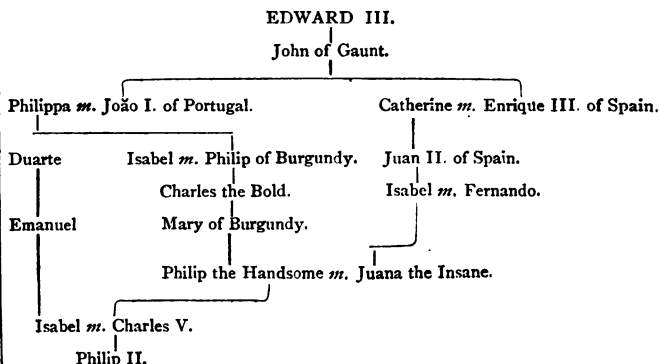 EDWARD III.
John of Gaunt.
Philippa m. João I. of Portugal. Catherine m. Enrique III. of Spain.
Duarte Isabel m. Philip of Burgundy. Juan II. of Spain.
Charles the Bold. Isabel m. Fernando.
Emanuel Mary of Burgundy.
Philip the Handsome m. Juana the Insane.
Isabel m. Charles V.
Philip II.